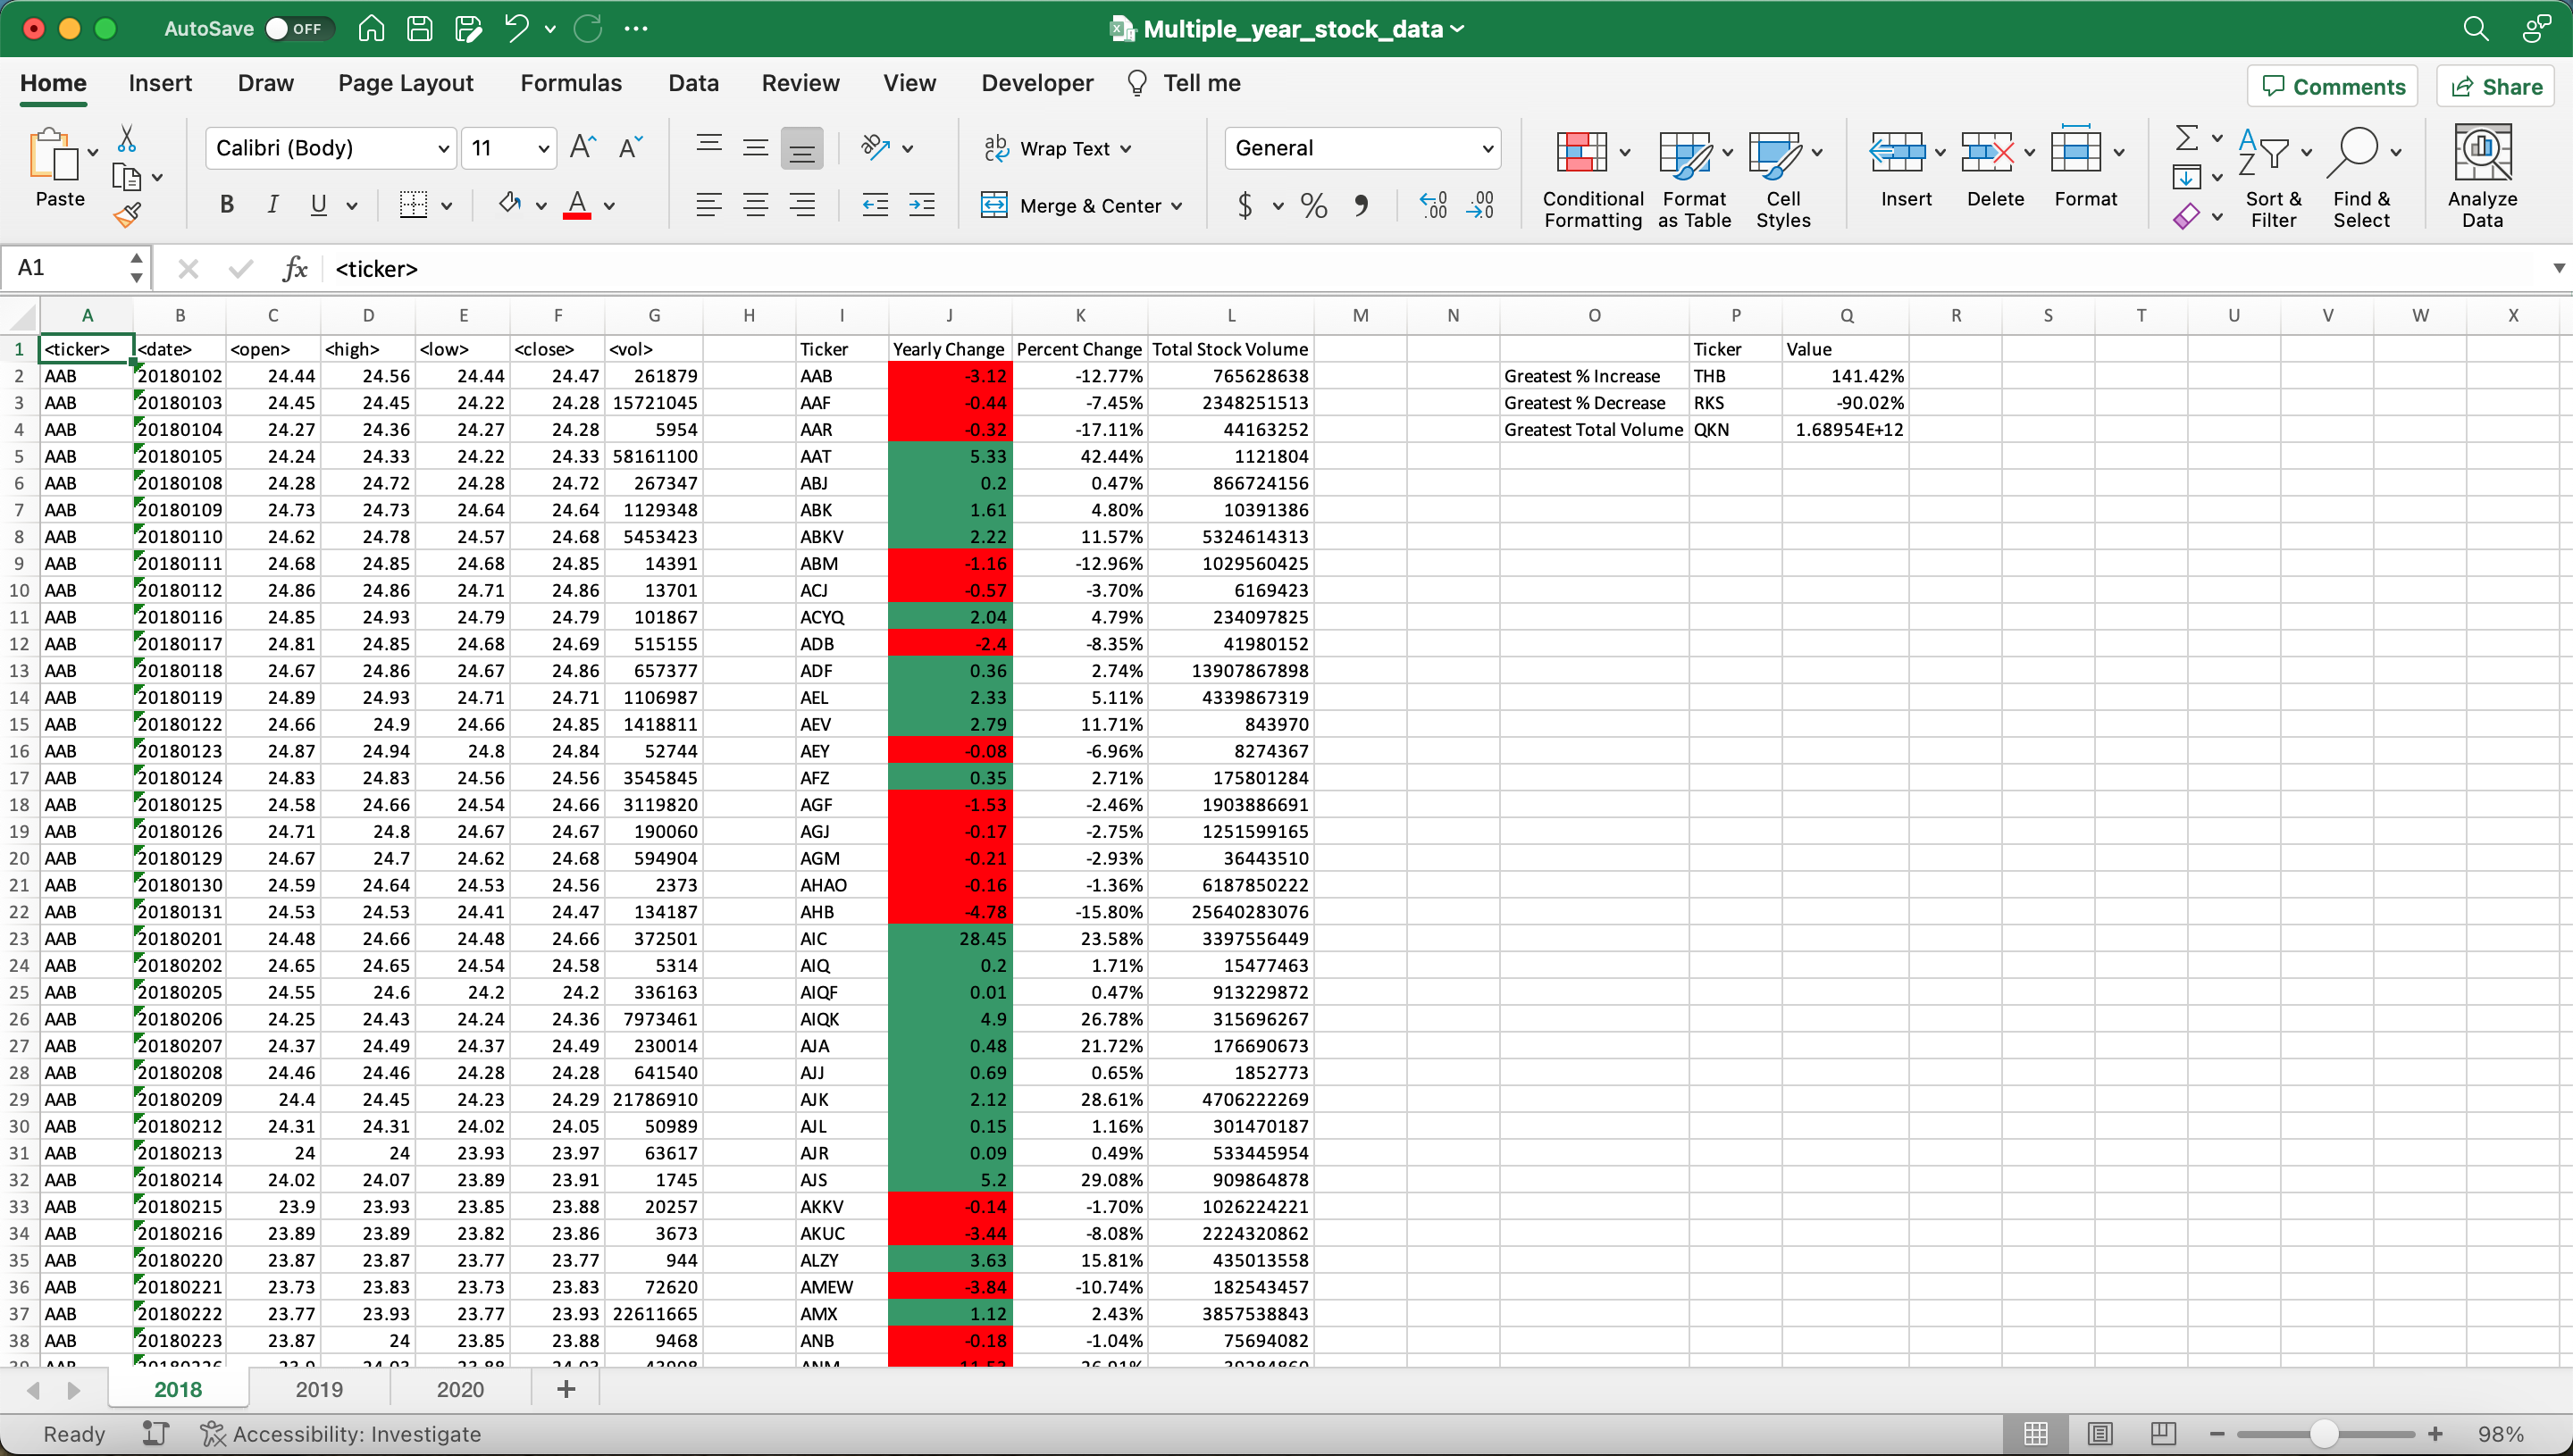 AutoSave OFF Multiple_year_stock_data
Home Insert Draw Page Layout Formulas Data Review View Developer Tell me Comments Share
Paste Calibri (Body) 11 Wrap Text General Conditional Formatting Format as Table Cell Styles Insert Delete Format Sort & Filter Find & Select Analyze Data
B I U A Merge & Center $ % 9
A1 fx <ticker>
A B C D E F G H I J K L M N O P Q R S T U V W X
1 <ticker> <date> <open> <high> <low> <close> <vol> Ticker Yearly Change Percent Change Total Stock Volume Ticker Value
2 AAB 20180102 24.44 24.56 24.44 24.47 261879 AAB -3.12 -12.77% 765628638 Greatest % Increase THB 141.42%
3 AAB 20180103 24.45 24.45 24.22 24.28 15721045 AAF -0.44 -7.45% 2348251513 Greatest % Decrease RKS -90.02%
4 AAB 20180104 24.27 24.36 24.27 24.28 5954 AAR -0.32 -17.11% 44163252 Greatest Total Volume QKN 1.68954E+12
5 AAB 20180105 24.24 24.33 24.22 24.33 58161100 AAT 5.33 42.44% 1121804
6 AAB 20180108 24.28 24.72 24.28 24.72 267347 ABJ 0.2 0.47% 866724156
7 AAB 20180109 24.73 24.73 24.64 24.64 1129348 ABK 1.61 4.80% 10391386
8 AAB 20180110 24.62 24.78 24.57 24.68 5453423 ABKV 2.22 11.57% 5324614313
9 AAB 20180111 24.68 24.85 24.68 24.85 14391 ABM -1.16 -12.96% 1029560425
10 AAB 20180112 24.86 24.86 24.71 24.86 13701 ACJ -0.57 -3.70% 6169423
11 AAB 20180116 24.85 24.93 24.79 24.79 101867 ACYQ 2.04 4.79% 234097825
12 AAB 20180117 24.81 24.85 24.68 24.69 515155 ADB -2.4 -8.35% 41980152
13 AAB 20180118 24.67 24.86 24.67 24.86 657377 ADF 0.36 2.74% 13907867898
14 AAB 20180119 24.89 24.93 24.71 24.71 1106987 AEL 2.33 5.11% 4339867319
15 AAB 20180122 24.66 24.9 24.66 24.85 1418811 AEV 2.79 11.71% 843970
16 AAB 20180123 24.87 24.94 24.8 24.84 52744 AEY -0.08 -6.96% 8274367
17 AAB 20180124 24.83 24.83 24.56 24.56 3545845 AFZ 0.35 2.71% 175801284
18 AAB 20180125 24.58 24.66 24.54 24.66 3119820 AGF -1.53 -2.46% 1903886691
19 AAB 20180126 24.71 24.8 24.67 24.67 190060 AGJ -0.17 -2.75% 1251599165
20 AAB 20180129 24.67 24.7 24.62 24.68 594904 AGM -0.21 -2.93% 36443510
21 AAB 20180130 24.59 24.64 24.53 24.56 2373 AHAO -0.16 -1.36% 6187850222
22 AAB 20180131 24.53 24.53 24.41 24.47 134187 AHB -4.78 -15.80% 25640283076
23 AAB 20180201 24.48 24.66 24.48 24.66 372501 AIC 28.45 23.58% 3397556449
24 AAB 20180202 24.65 24.65 24.54 24.58 5314 AIQ 0.2 1.71% 15477463
25 AAB 20180205 24.55 24.6 24.2 24.2 336163 AIQF 0.01 0.47% 913229872
26 AAB 20180206 24.25 24.43 24.24 24.36 7973461 AIQK 4.9 26.78% 315696267
27 AAB 20180207 24.37 24.49 24.37 24.49 230014 AJA 0.48 21.72% 176690673
28 AAB 20180208 24.46 24.46 24.28 24.28 641540 AJJ 0.69 0.65% 1852773
29 AAB 20180209 24.4 24.45 24.23 24.29 21786910 AJK 2.12 28.61% 4706222269
30 AAB 20180212 24.31 24.31 24.02 24.05 50989 AJL 0.15 1.16% 301470187
31 AAB 20180213 24 24 23.93 23.97 63617 AJR 0.09 0.49% 533445954
32 AAB 20180214 24.02 24.07 23.89 23.91 1745 AJS 5.2 29.08% 909864878
33 AAB 20180215 23.9 23.93 23.85 23.88 20257 AKKV -0.14 -1.70% 1026224221
34 AAB 20180216 23.89 23.89 23.82 23.86 3673 AKUC -3.44 -8.08% 2224320862
35 AAB 20180220 23.87 23.87 23.77 23.77 944 ALZY 3.63 15.81% 435013558
36 AAB 20180221 23.73 23.83 23.73 23.83 72620 AMEW -3.84 -10.74% 182543457
37 AAB 20180222 23.77 23.93 23.77 23.93 22611665 AMX 1.12 2.43% 3857538843
38 AAB 20180223 23.87 24 23.85 23.88 9468 ANB -0.18 -1.04% 75694082
2018 2019 2020 +
Ready Accessibility: Investigate 98%